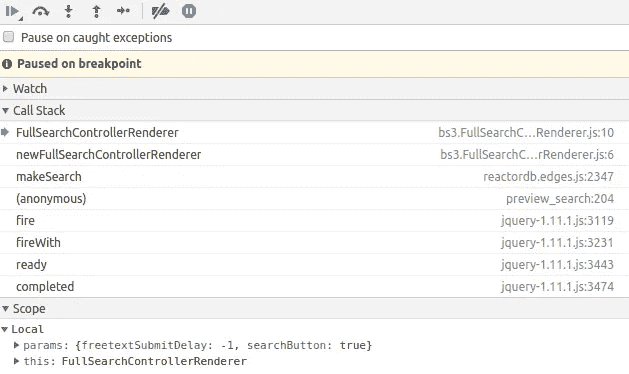 Pause on caught exceptions
Paused on breakpoint
Watch
Call Stack
FullSearchControllerRenderer bs3.FullSearchC...Renderer.js:10
newFullSearchControllerRenderer bs3.FullSearchC...rRenderer.js:6
makeSearch reactordb.edges.js:2347
(anonymous) preview_search:204
fire jquery-1.11.1.js:3119
fireWith jquery-1.11.1.js:3231
ready jquery-1.11.1.js:3443
completed jquery-1.11.1.js:3474
Scope
Local
params: {freetextSubmitDelay: -1, searchButton: true}
this: FullSearchControllerRenderer